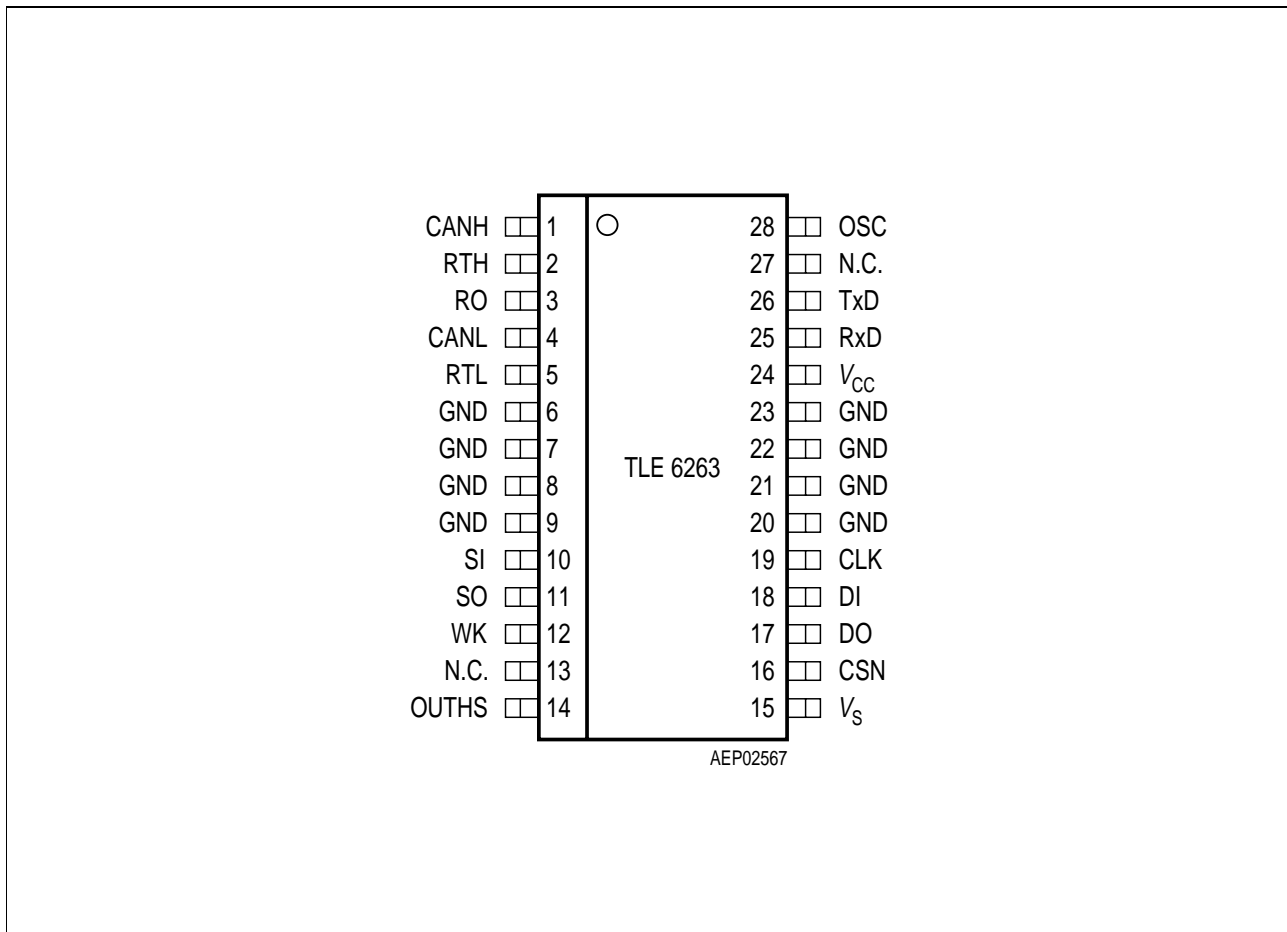 CANH 1 28 OSC
RTH 2 27 N.C.
RO 3 26 TxD
CANL 4 25 RxD
RTL 5 24 VCC
GND 6 23 GND
GND 7 22 GND
TLE 6263
GND 8 21 GND
GND 9 20 GND
SI 10 19 CLK
SO 11 18 DI
WK 12 17 DO
N.C. 13 16 CSN
OUTHS 14 15 VS
AEP02567